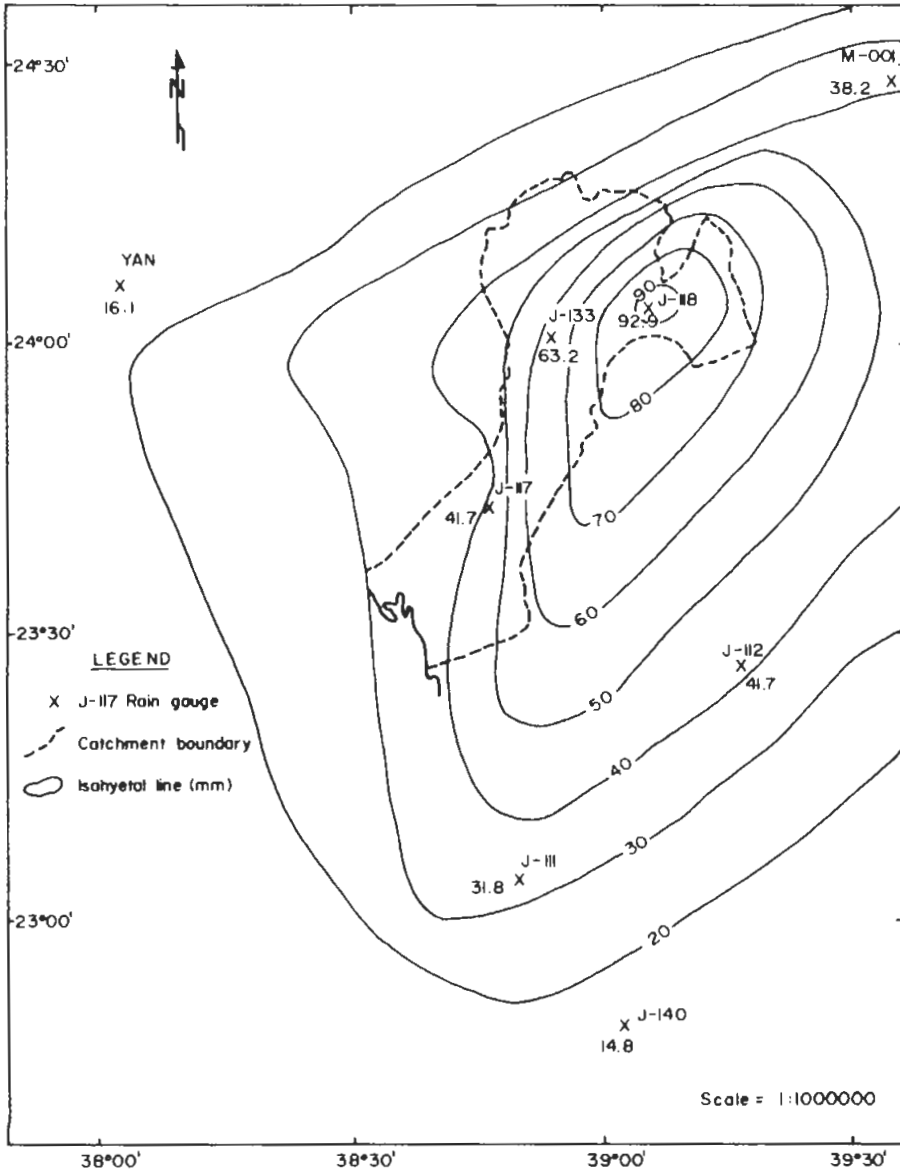 24°30'
M-001
38.2
N
YAN
16.1
90
J-118
92.9
J-133
63.2
24°00'
80
J-117
41.7
70
60
23°30'
LEGEND
J-112
41.7
J-117 Rain gauge
50
Catchment boundary
40
Isahyetal line (mm)
30
J-111
31.8
23°00'
20
J-140
14.8
Scale = 1:1000000
38°00'
38°30'
39°00'
39°30'